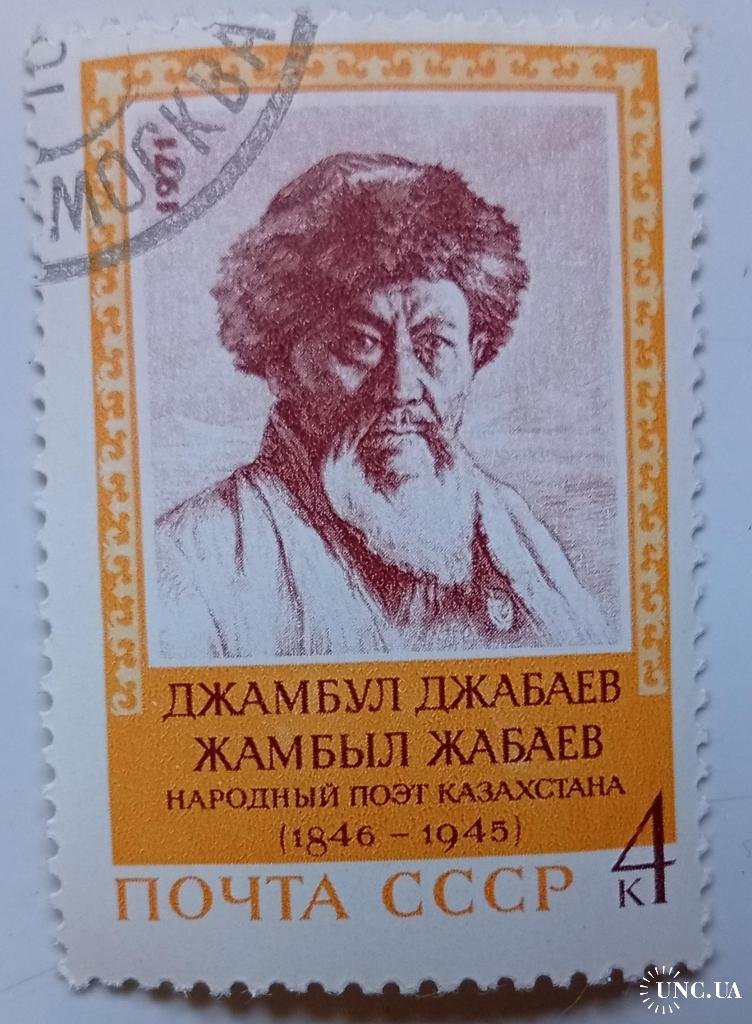 МОСКВА
1971
ДЖАМБУЛ ДЖАБАЕВ
ЖАМБЫЛ ЖАБАЕВ
НАРОДНЫЙ ПОЭТ КАЗАХСТАНА
(1846 – 1945)
ПОЧТА СССР 4 К
UNC.UA